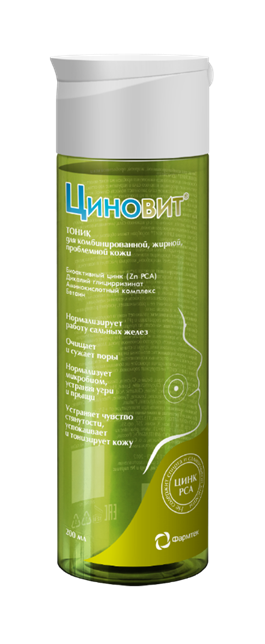 ЦИНОВИТ®
ТОНИК
для комбинированной, жирной,
проблемной кожи
Биоактивный цинк (Zn PCA)
Дикалий глицирризинат
Аминокислотный комплекс
Бетаин
Нормализует
работу сальных желез
Очищает
и сужает поры
Нормализует
микробиом,
устраняя угри
и прыщи
Устраняет чувство
стянутости,
успокаивает
и тонизирует кожу
ЦИНК
PCA
200 мл
Фармтек